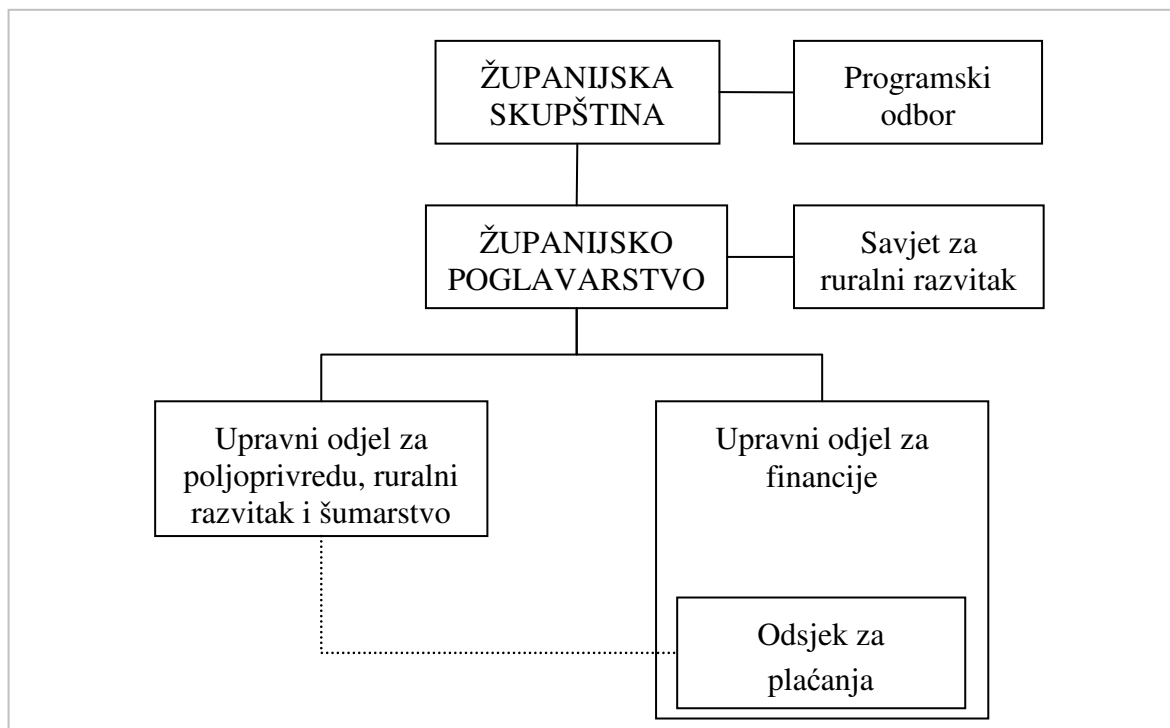 ŽUPANIJSKA
SKUPŠTINA
Programski
odbor
ŽUPANIJSKO
POGLAVARSTVO
Savjet za
ruralni razvitak
Upravni odjel za
poljoprivredu, ruralni
razvitak i šumarstvo
Upravni odjel za
financije
Odsjek za
plaćanja